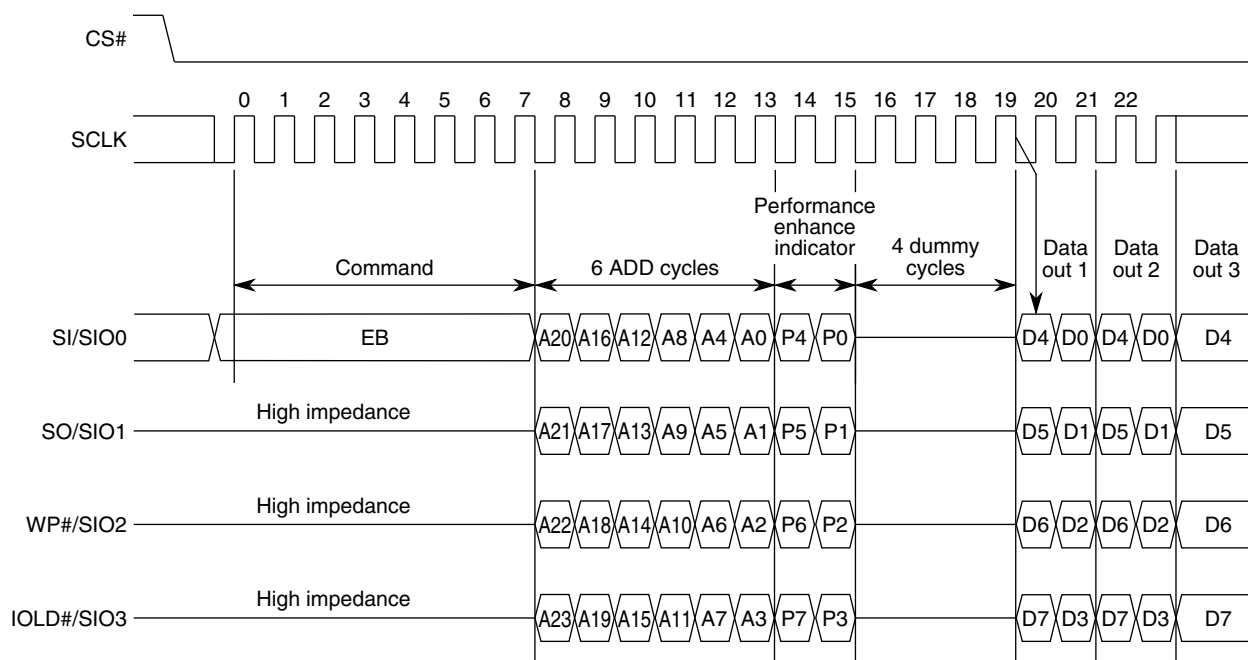 CS#
0 1 2 3 4 5 6 7 8 9 10 11 12 13 14 15 16 17 18 19 20 21 22
SCLK
Performance
enhance
indicator
Command
6 ADD cycles
4 dummy
cycles
Data
out 1
Data
out 2
Data
out 3
SI/SIO0
EB
A20 A16 A12 A8 A4 A0 P4 P0 D4 D0 D4 D0 D4
High impedance
SO/SIO1
A21 A17 A13 A9 A5 A1 P5 P1 D5 D1 D5 D1 D5
High impedance
WP#/SIO2
A22 A18 A14 A10 A6 A2 P6 P2 D6 D2 D6 D2 D6
High impedance
IOLD#/SIO3
A23 A19 A15 A11 A7 A3 P7 P3 D7 D3 D7 D3 D7